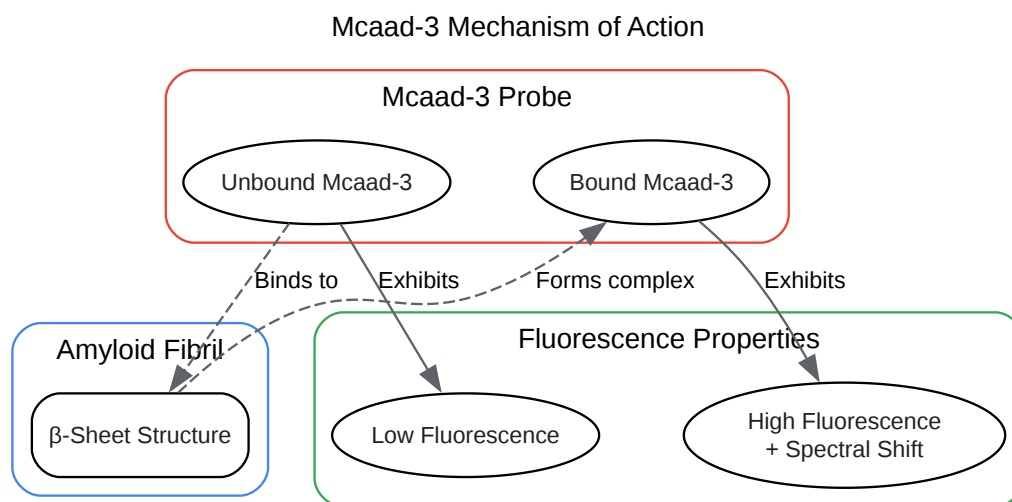 Mcaad-3 Mechanism of Action
Mcaad-3 Probe
Unbound Mcaad-3
Bound Mcaad-3
Binds to
Exhibits
Forms complex
Exhibits
Amyloid Fibril
Fluorescence Properties
β-Sheet Structure
Low Fluorescence
High Fluorescence
+ Spectral Shift